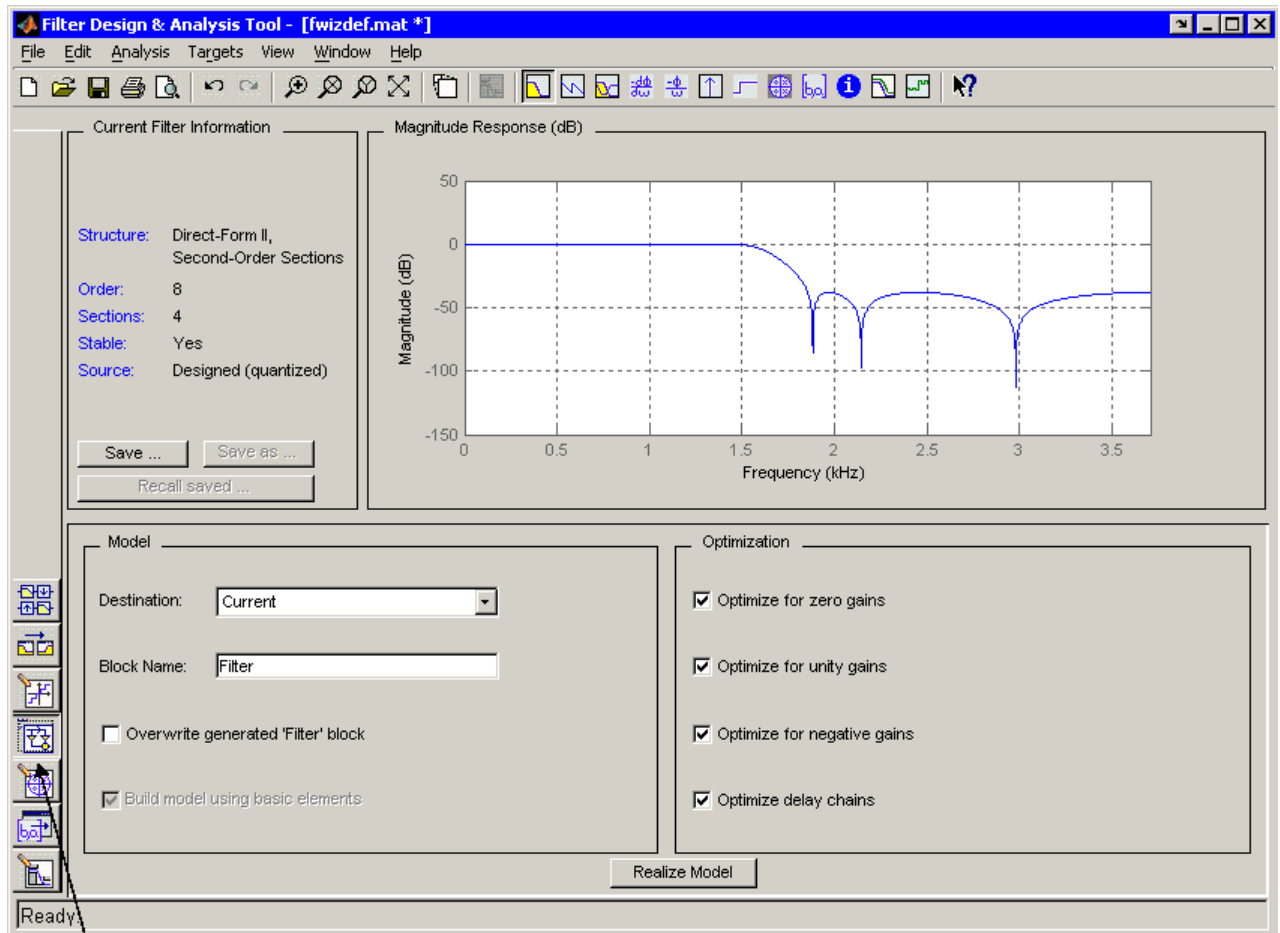 Filter Design & Analysis Tool - [fwizdef.mat *]
File Edit Analysis Targets View Window Help
Current Filter Information
Structure: Direct-Form II,
Second-Order Sections
Order: 8
Sections: 4
Stable: Yes
Source: Designed (quantized)
Save ... Save as ...
Recall saved ...
Magnitude Response (dB)
Magnitude (dB)
50
0
-50
-100
-150
0 0.5 1 1.5 2 2.5 3 3.5
Frequency (kHz)
Model
Destination: Current
Block Name: Filter
Overwrite generated 'Filter' block
Build model using basic elements
Optimization
Optimize for zero gains
Optimize for unity gains
Optimize for negative gains
Optimize delay chains
Realize Model
Ready